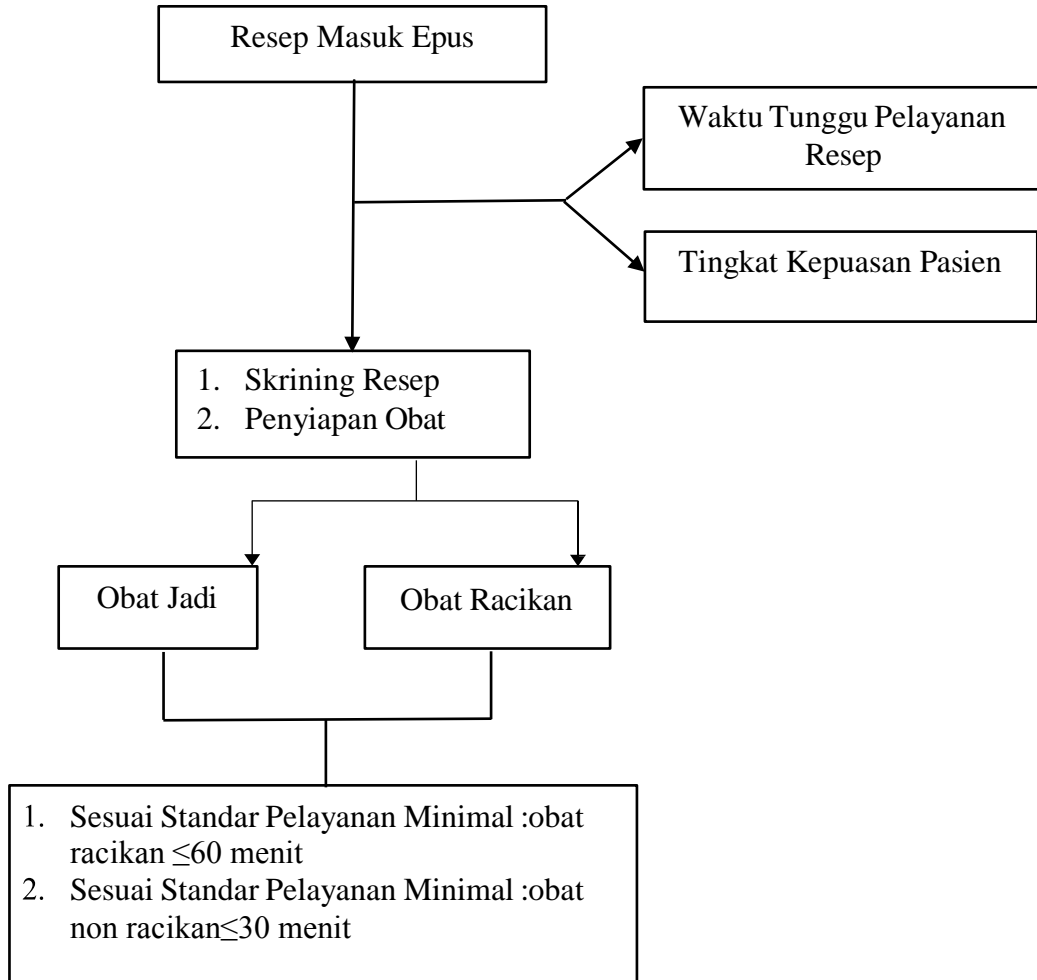 Resep Masuk Epus
Waktu Tunggu Pelayanan
Resep
Tingkat Kepuasan Pasien
1. Skrining Resep
2. Penyiapan Obat
Obat Jadi
Obat Racikan
1. Sesuai Standar Pelayanan Minimal :obat
racikan ≤60 menit
2. Sesuai Standar Pelayanan Minimal :obat
non racikan≤30 menit